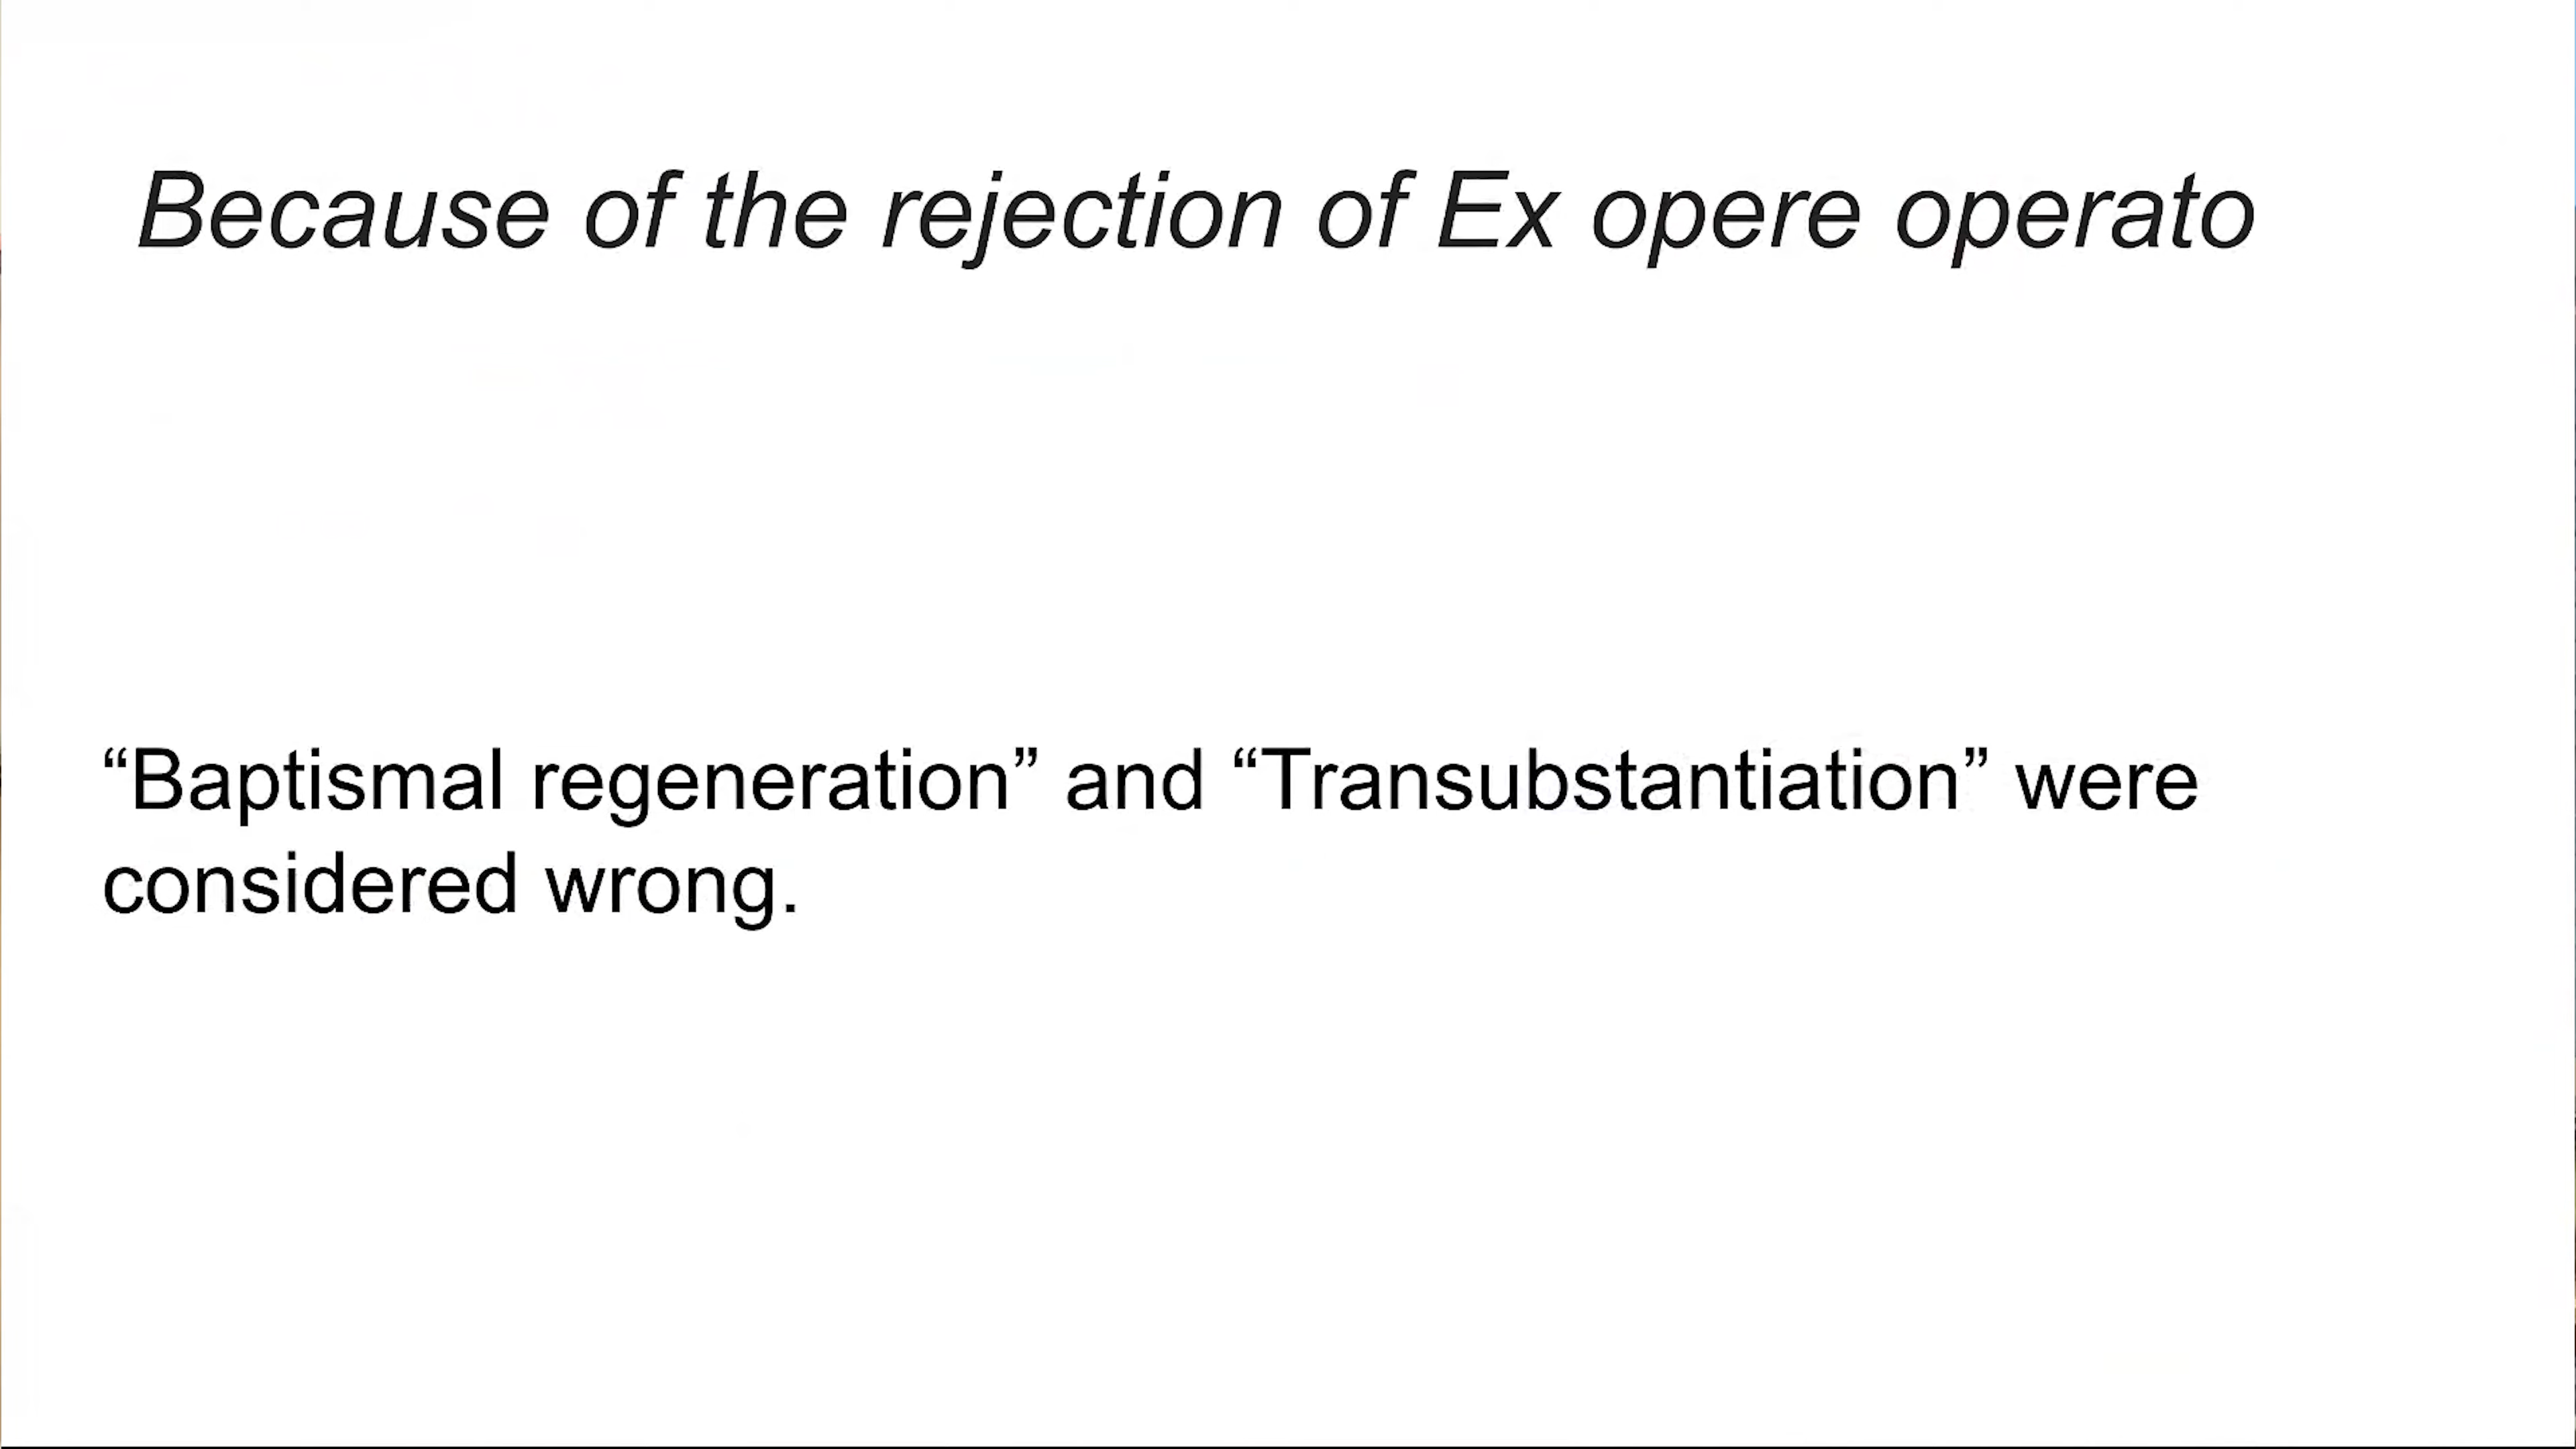 Because of the rejection of Ex opere operato
“Baptismal regeneration” and “Transubstantiation” were
considered wrong.